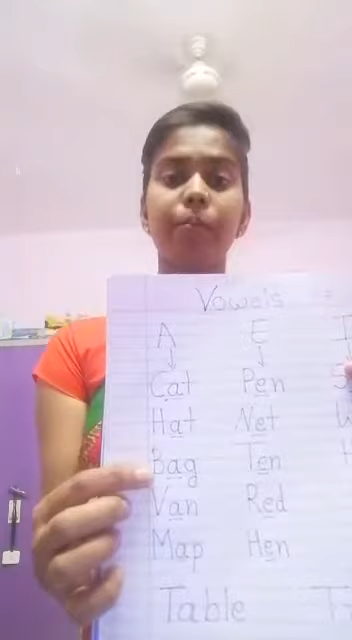 Vowels :
A E I
Cat Pen
Hat Net
Bag Ten
Van Red
Map Hen
Table